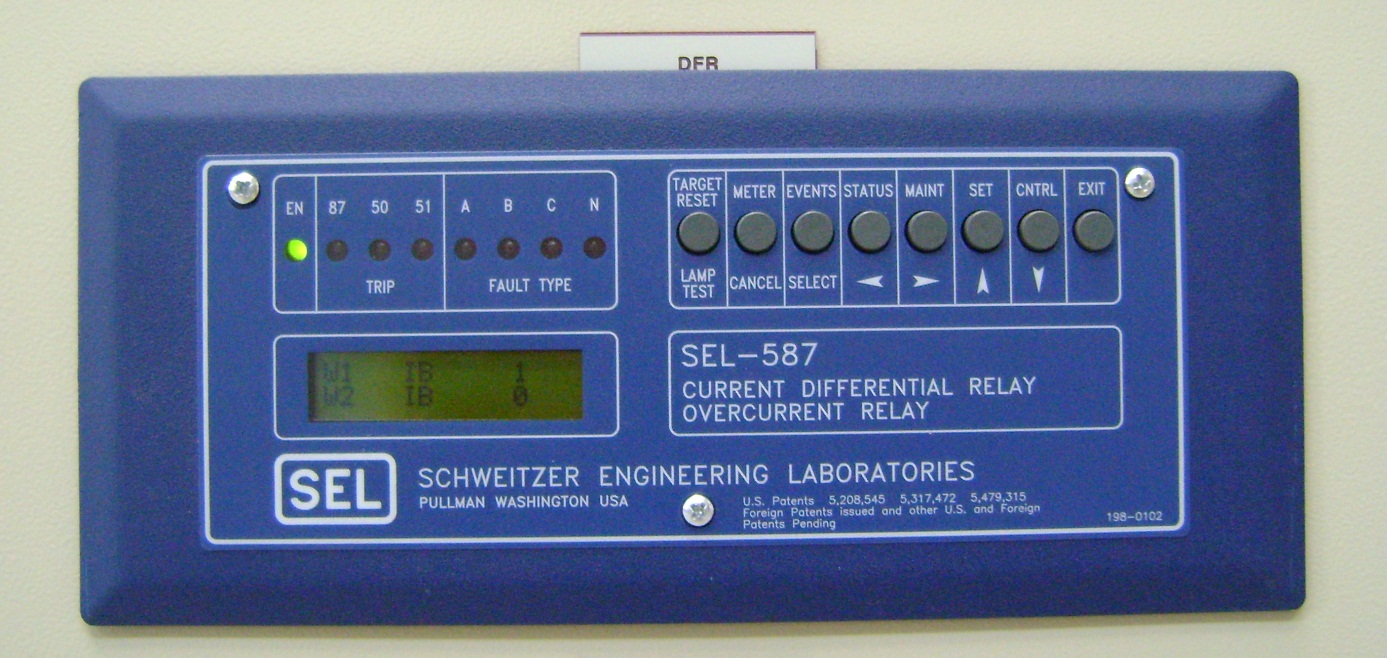 DFR
EN 87 50 51 A B C N
TRIP FAULT TYPE
TARGET RESET METER EVENTS STATUS MAINT SET CNTRL EXIT
LAMP TEST CANCEL SELECT
W1 IB 1
W2 IB 0
SEL-587
CURRENT DIFFERENTIAL RELAY
OVERCURRENT RELAY
SEL
SCHWEITZER ENGINEERING LABORATORIES
PULLMAN WASHINGTON USA
U.S. Patents 5,208,545 5,317,472 5,479,315
Foreign Patents issued and other U.S. and Foreign
Patents Pending
198-0102